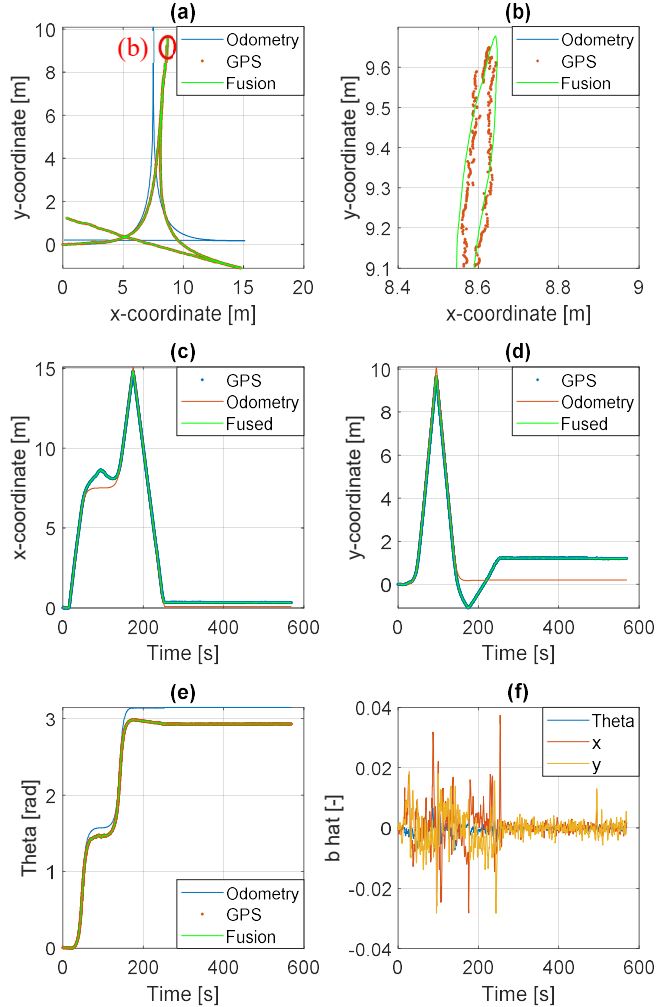 (a)
y-coordinate [m]
10
8
6
4
2
0
0
5
10
15
20
x-coordinate [m]
(b)
Odometry
GPS
Fusion
(b)
y-coordinate [m]
9.6
9.5
9.4
9.3
9.2
9.1
8.4
8.6
8.8
9
x-coordinate [m]
Odometry
GPS
Fusion
(c)
x-coordinate [m]
15
10
5
0
0
200
400
600
Time [s]
GPS
Odometry
Fused
(d)
y-coordinate [m]
10
8
6
4
2
0
0
200
400
600
Time [s]
GPS
Odometry
Fused
(e)
Theta [rad]
3
2
1
0
0
200
400
600
Time [s]
Odometry
GPS
Fusion
(f)
b hat [-]
0.04
0.02
0
-0.02
-0.04
0
200
400
600
Time [s]
Theta
x
y